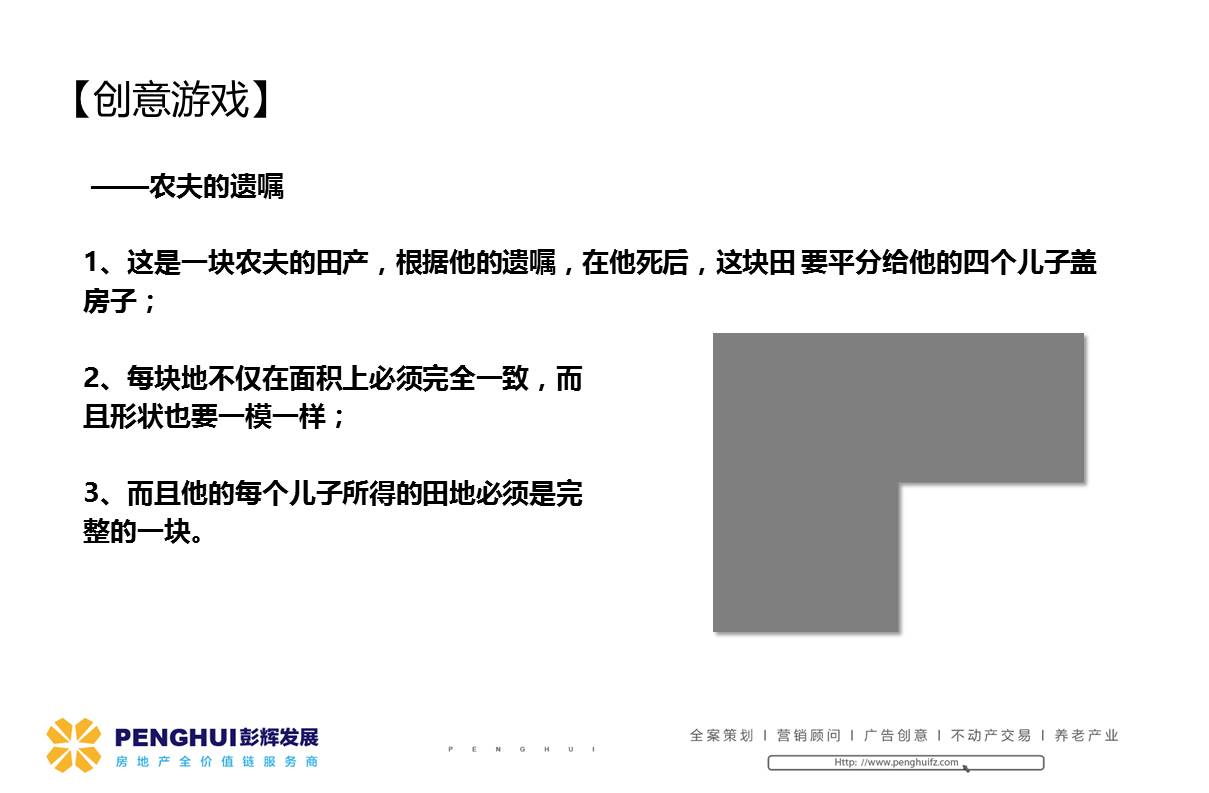 【创意游戏】
——农夫的遗嘱
1、这是一块农夫的田产，根据他的遗嘱，在他死后，这块田 要平分给他的四个儿子盖
房子；
2、每块地不仅在面积上必须完全一致，而
且形状也要一模一样；
3、而且他的每个儿子所得的田地必须是完
整的一块。
PENGHUI彭辉发展
房地产全价值链服务商
PENGHUI
全案策划 I 营销顾问 I 广告创意 I 不动产交易 I 养老产业
Http: //www.penghuifz.com